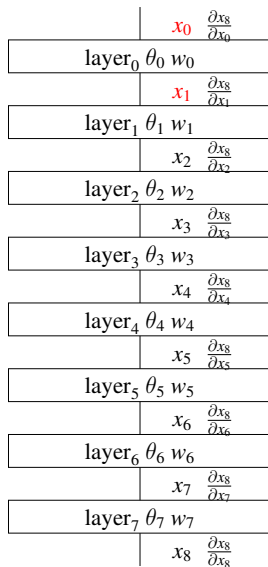 x₀ ∂x₈/∂x₀
layer₀ θ₀ w₀
x₁ ∂x₈/∂x₁
layer₁ θ₁ w₁
x₂ ∂x₈/∂x₂
layer₂ θ₂ w₂
x₃ ∂x₈/∂x₃
layer₃ θ₃ w₃
x₄ ∂x₈/∂x₄
layer₄ θ₄ w₄
x₅ ∂x₈/∂x₅
layer₅ θ₅ w₅
x₆ ∂x₈/∂x₆
layer₆ θ₆ w₆
x₇ ∂x₈/∂x₇
layer₇ θ₇ w₇
x₈ ∂x₈/∂x₈